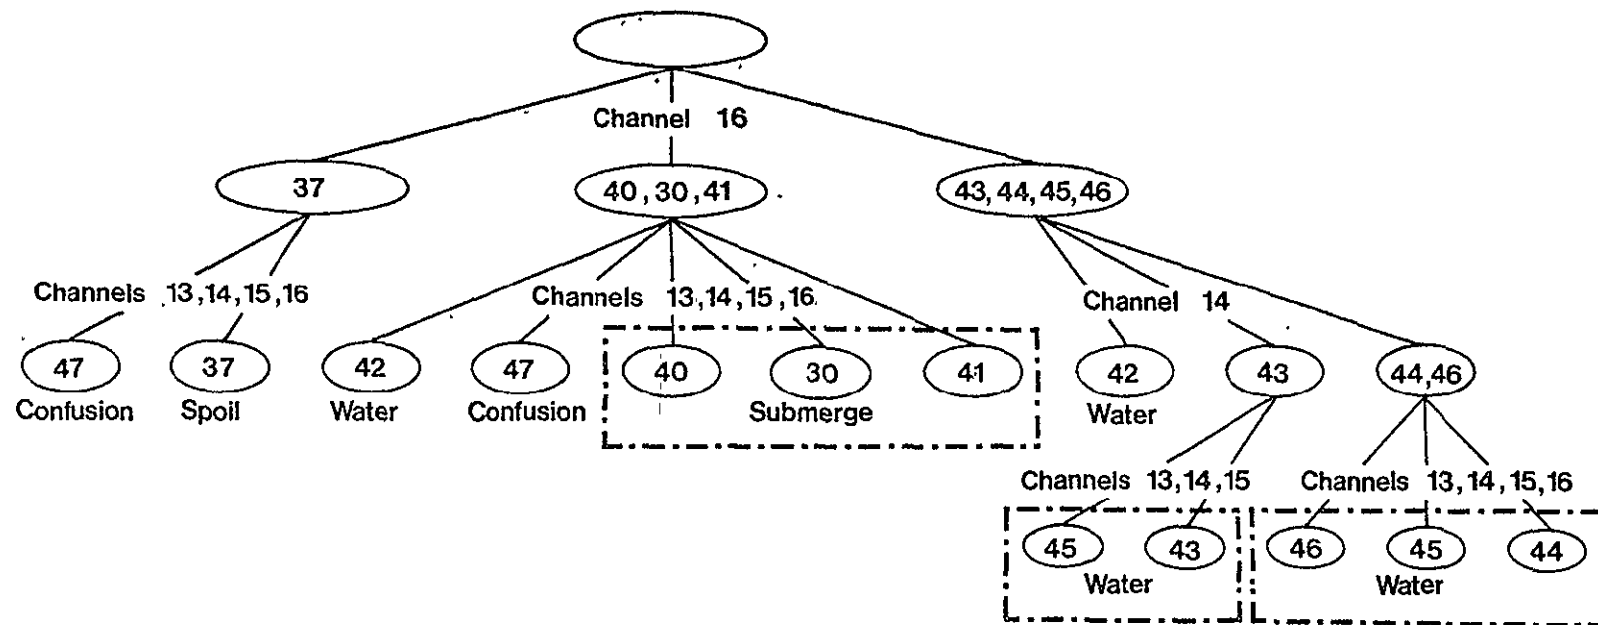 Channel 16
37
40,30,41
43,44,45,46
Channels 13,14,15,16
Channels 13,14,15,16
Channel 14
47
37
42
47
40
30
41
42
43
44,46
Confusion
Spoil
Water
Confusion
Submerge
Water
Channels 13,14,15
Channels 13,14,15,16
45
43
46
45
44
Water
Water